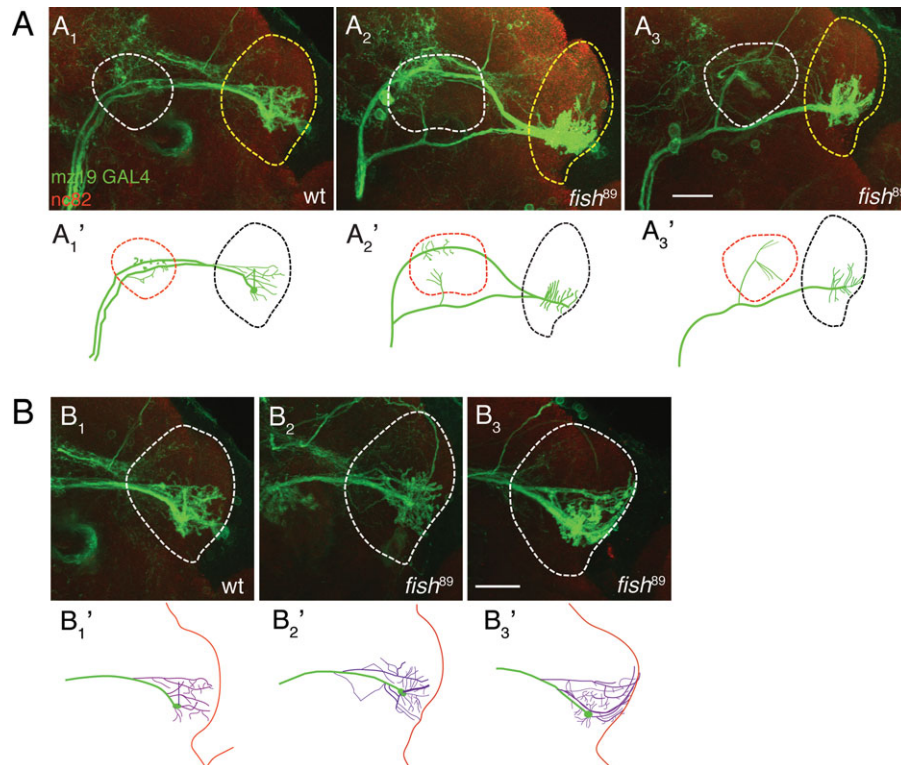 A
A₁
A₂
A₃
mz19 GAL4
nc82
wt
fish⁸⁹
fish⁸⁹
A₁'
A₂'
A₃'
B
B₁
B₂
B₃
wt
fish⁸⁹
fish⁸⁹
B₁'
B₂'
B₃'